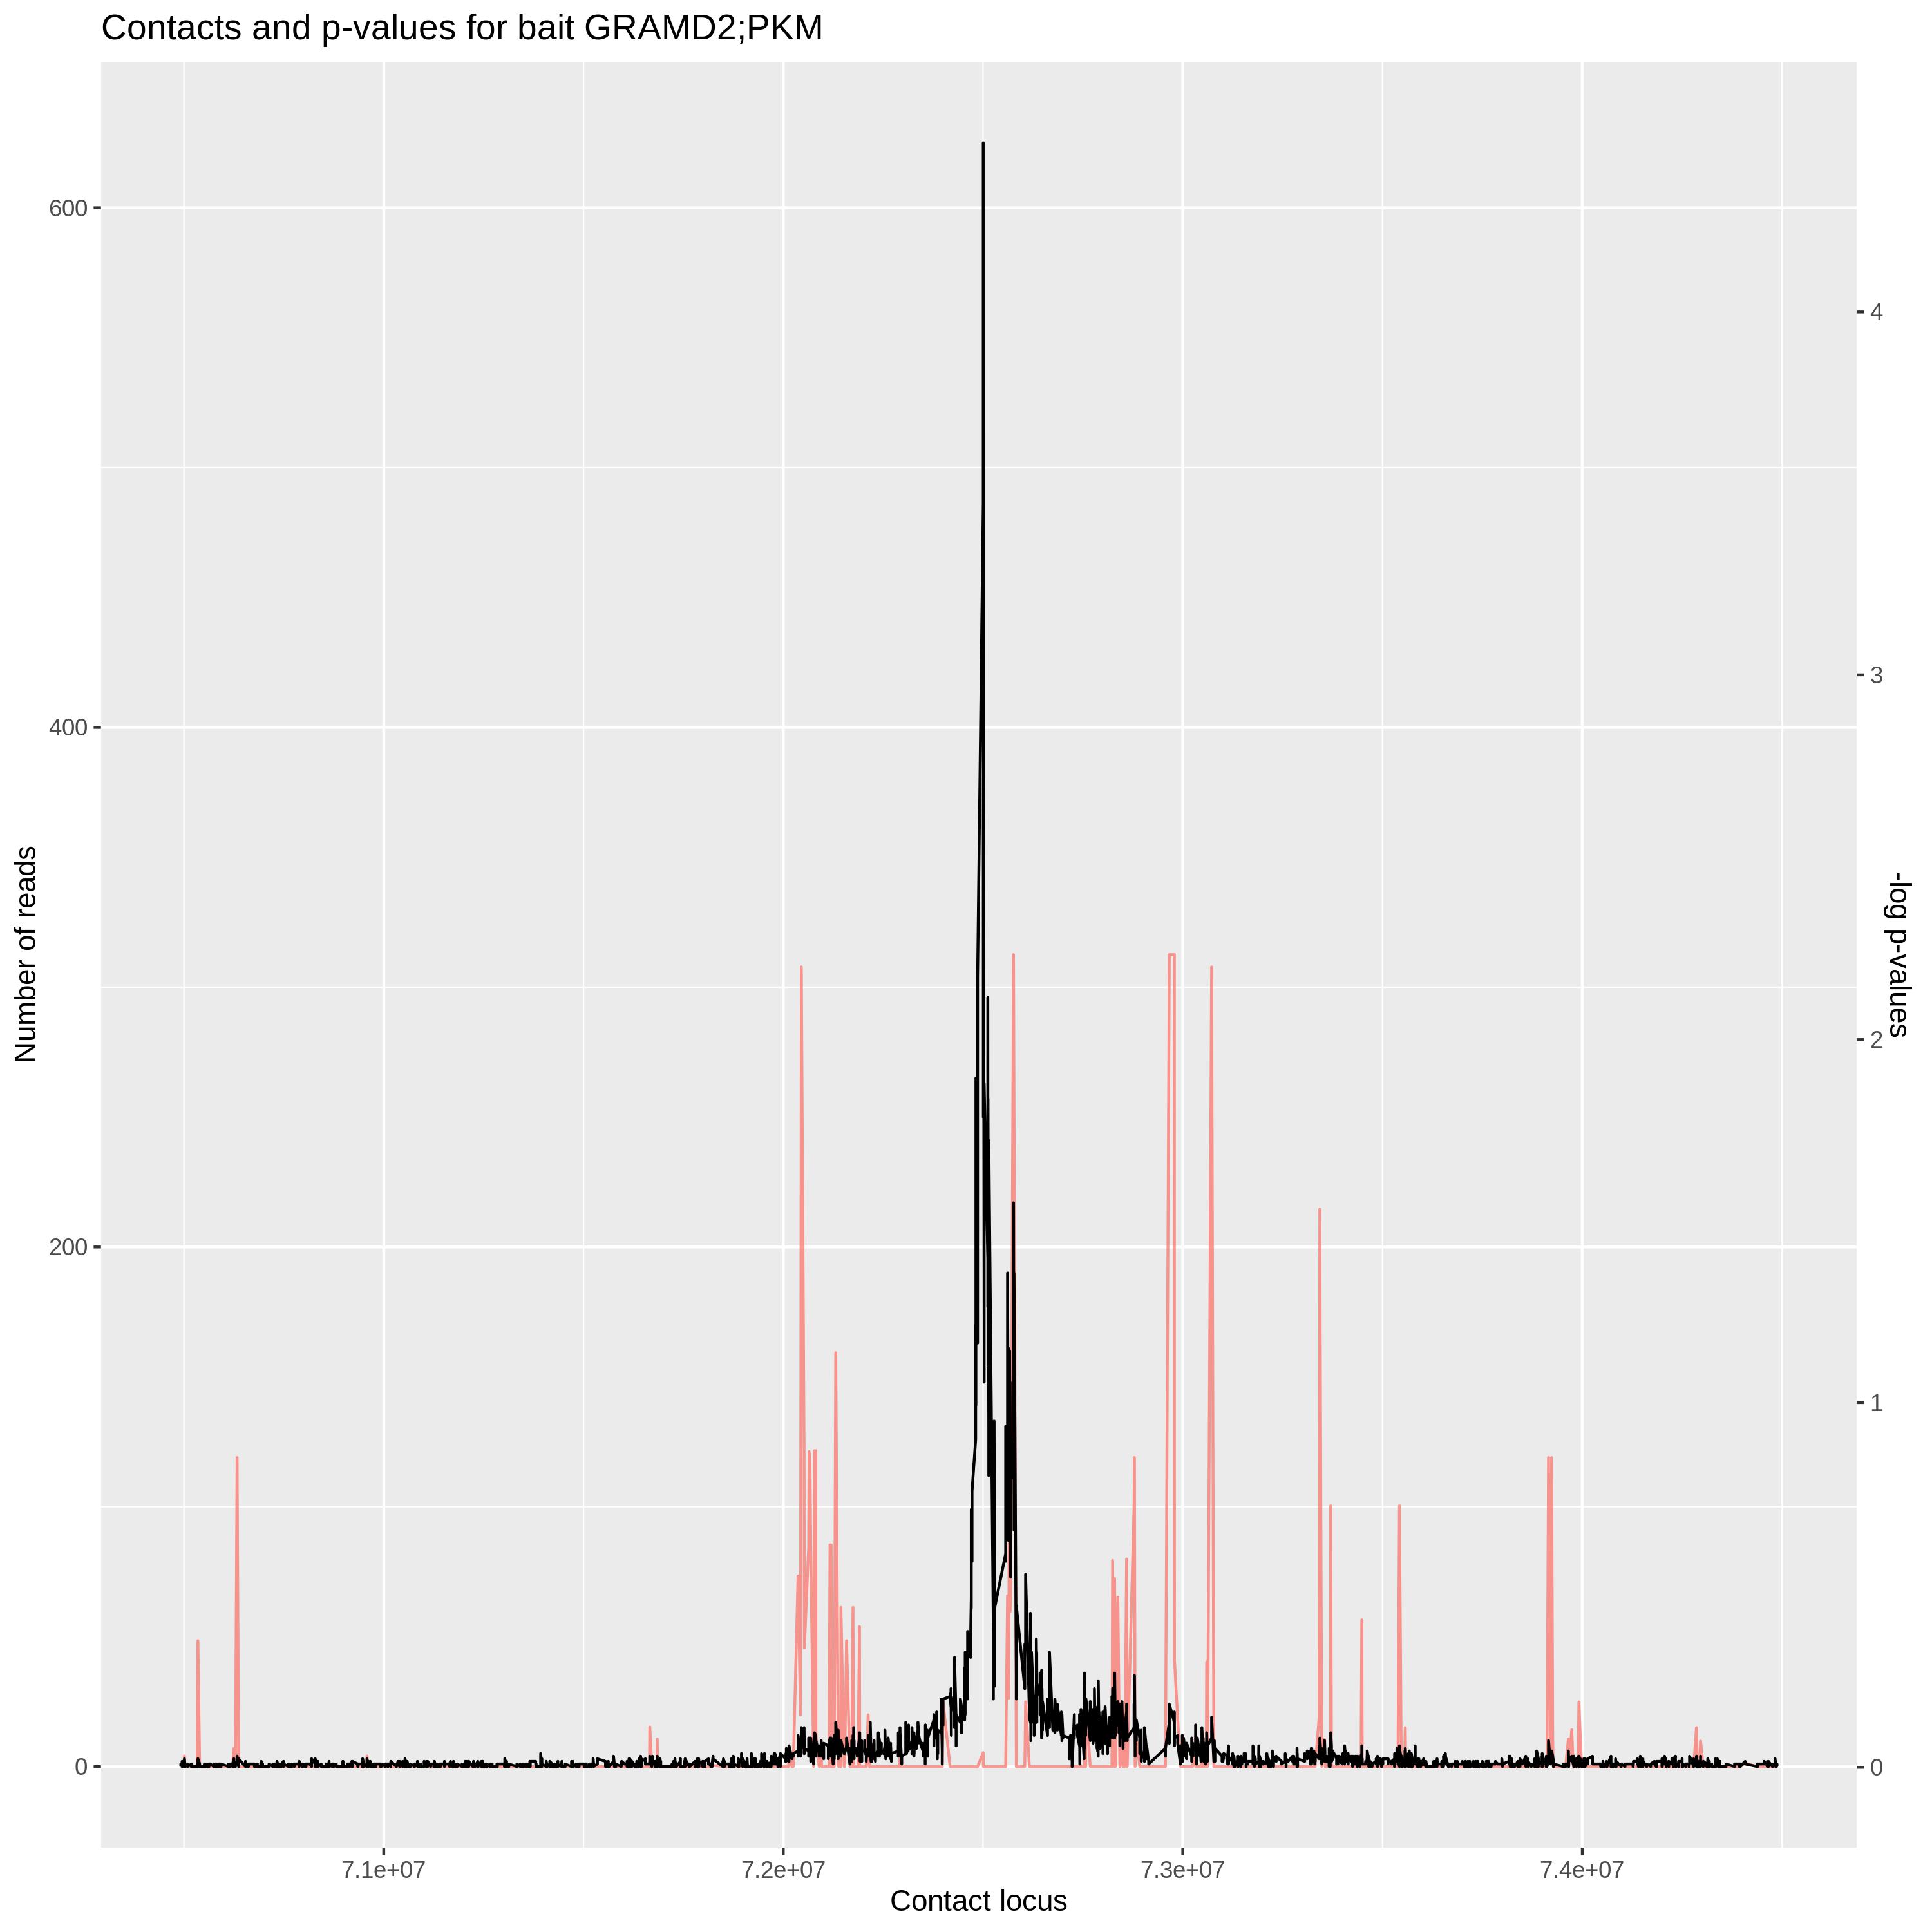 Contacts and p-values for bait GRAMD2;PKM
600
400
200
0
Number of reads
4
3
2
1
0
-log p-values
7.1e+07 7.2e+07 7.3e+07 7.4e+07
Contact locus